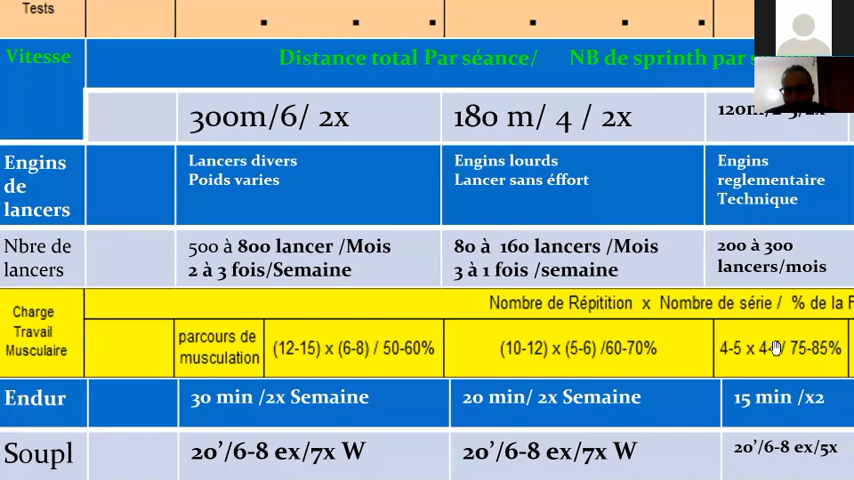 Tests
Vitesse
Distance total Par séance/ NB de sprinth par
300m/6/ 2x
180 m/ 4 / 2x
Engins de lancers
Lancers divers
Poids varies
Engins lourds
Lancer sans éffort
Engins
reglementaire
Technique
Nbre de
lancers
500 à 800 lancer /Mois
2 à 3 fois/Semaine
80 à 160 lancers /Mois
3 à 1 fois /semaine
200 à 300
lancers/mois
Charge
Travail
Musculaire
Nombre de Répitition x Nombre de série / % de la
parcours de
musculation
(12-15) x (6-8) / 50-60%
(10-12) x (5-6) /60-70%
4-5 x / 75-85%
Endur
30 min /2x Semaine
20 min/ 2x Semaine
15 min /x2
Soupl
20’/6-8 ex/7x W
20’/6-8 ex/7x W
20’/6-8 ex/5x